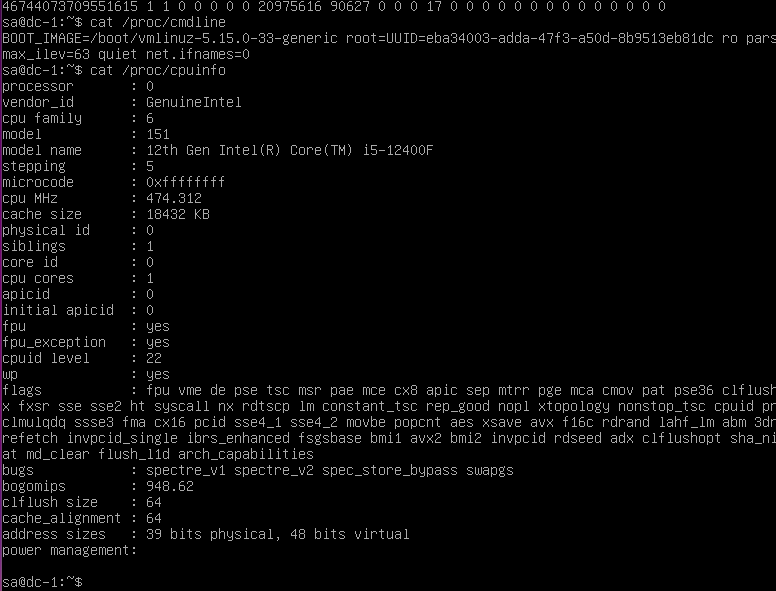 46744073709551615 1 1 0 0 0 0 0 20975616 90627 0 0 0 17 0 0 0 0 0 0 0 0 0 0 0 0 0 0
sa@dc-1:~$ cat /proc/cmdline
BOOT_IMAGE=/boot/vmlinuz-5.15.0-33-generic root=UUID=eba34003-adda-47f3-a50d-8b9513eb81dc ro pars
max_ilev=63 quiet net.ifnames=0
sa@dc-1:~$ cat /proc/cpuinfo
processor : 0
vendor_id : GenuineIntel
cpu family : 6
model : 151
model name : 12th Gen Intel(R) Core(TM) i5-12400F
stepping : 5
microcode : 0xffffffff
cpu MHz : 474.312
cache size : 18432 KB
physical id : 0
siblings : 1
core id : 0
cpu cores : 1
apicid : 0
initial apicid : 0
fpu : yes
fpu_exception : yes
cpuid level : 22
wp : yes
flags : fpu vme de pse tsc msr pae mce cx8 apic sep mtrr pge mca cmov pat pse36 clflush
x fxsr sse sse2 ht syscall nx rdtscp lm constant_tsc rep_good nopl xtopology nonstop_tsc cpuid pn
clmulqdq ssse3 fma cx16 pcid sse4_1 sse4_2 movbe popcnt aes xsave avx f16c rdrand lahf_lm abm 3dn
refetch invpcid_single ibrs_enhanced fsgsbase bmi1 avx2 bmi2 invpcid rdseed adx clflushopt sha_ni
at md_clear flush_l1d arch_capabilities
bugs : spectre_v1 spectre_v2 spec_store_bypass swapgs
bogomips : 948.62
clflush size : 64
cache_alignment : 64
address sizes : 39 bits physical, 48 bits virtual
power management:
sa@dc-1:~$